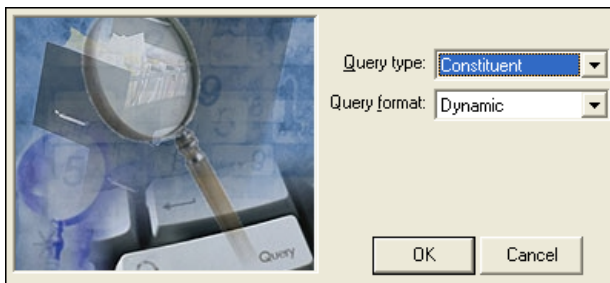 Query type: Constituent
Query format: Dynamic
Query
OK Cancel